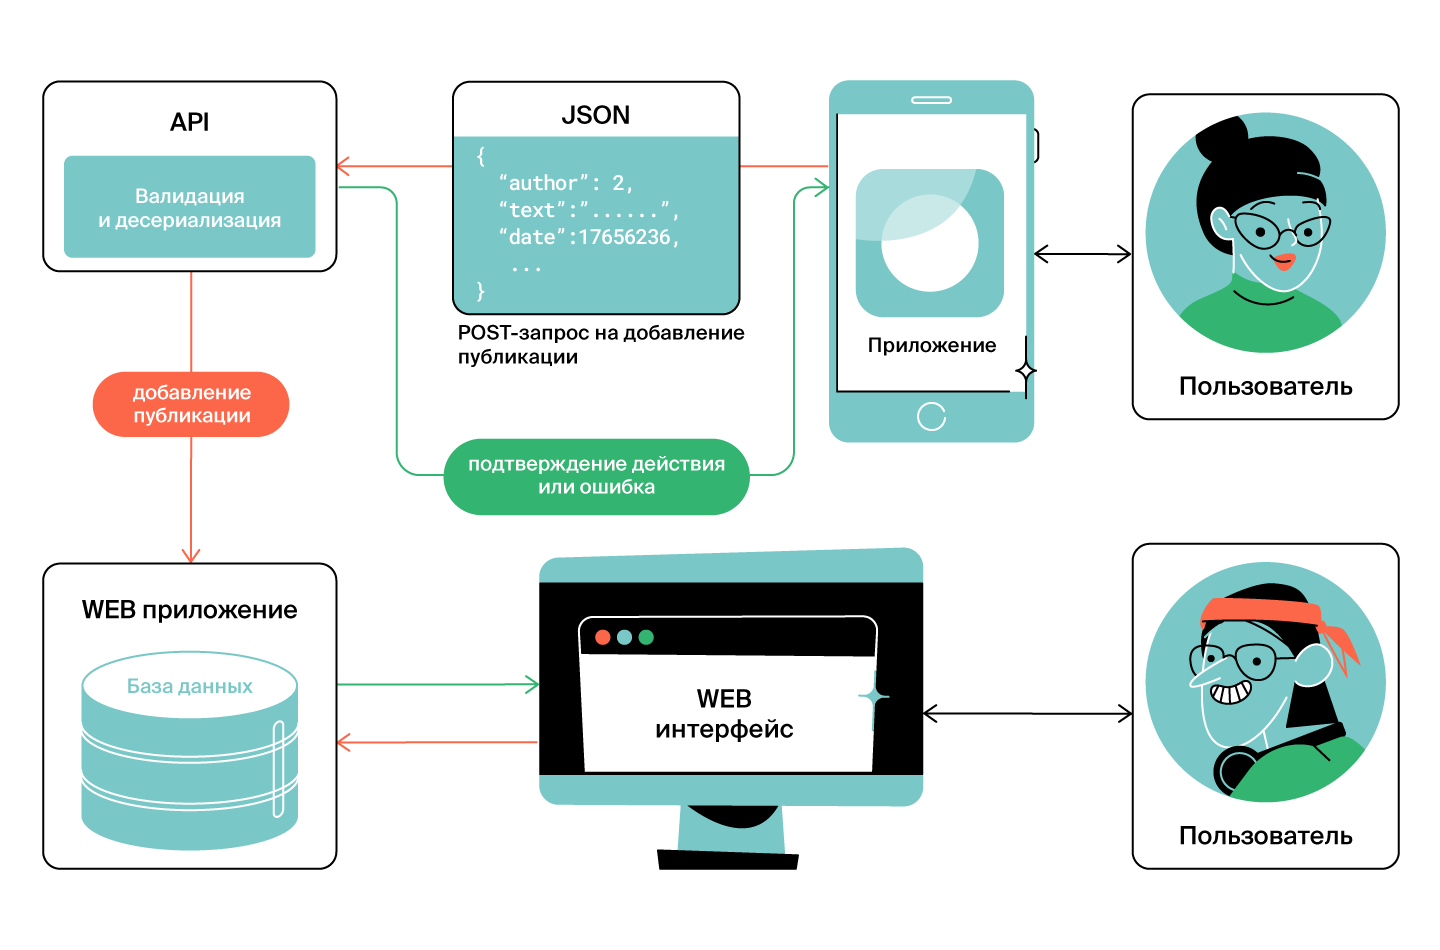 API
Валидация
и десериализация
JSON
{
“author”: 2,
“text”:”......”,
“date”:17656236,
...
}
POST-запрос на добавление
публикации
Приложение
Пользователь
добавление
публикации
подтверждение действия
или ошибка
WEB приложение
База данных
WEB
интерфейс
Пользователь